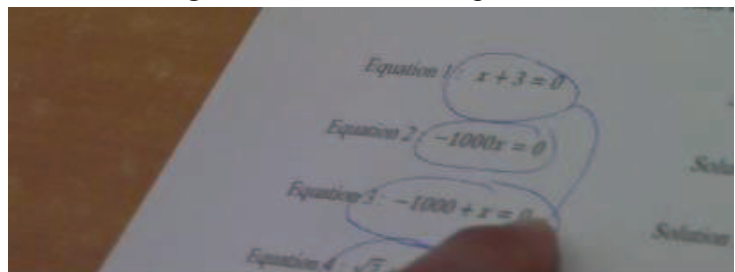 Equation 1 : x + 3 = 0
Equation 2 : −1000x = 0
Equation 3 : −1000 + x = 0
Equation 4 :